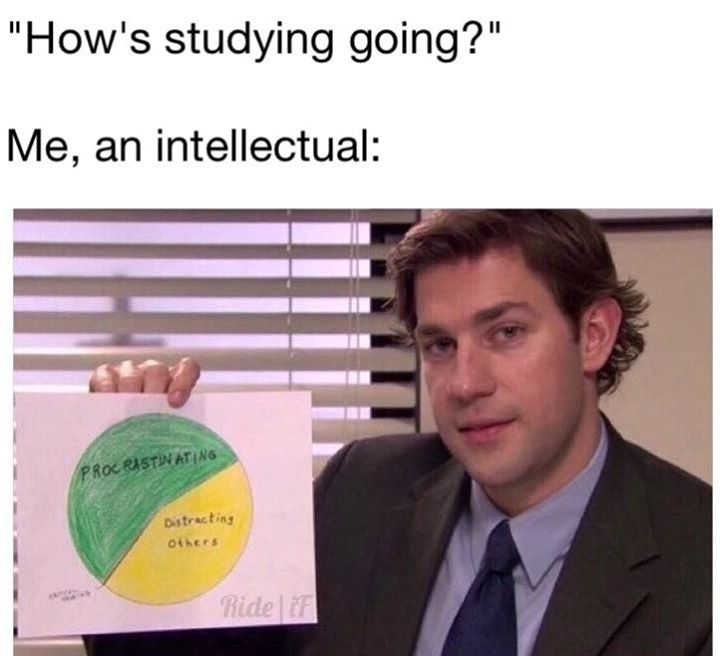 "How's studying going?"
Me, an intellectual:
PROCRASTINATING
Distracting
others
Ride | iF